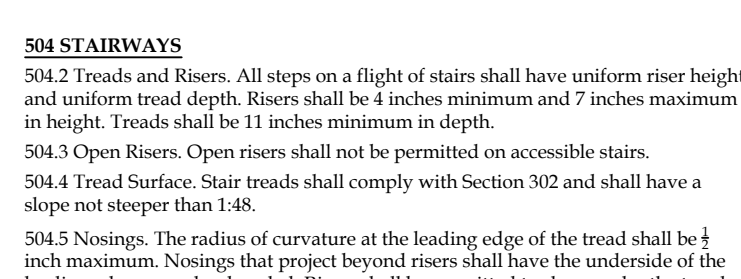 504 STAIRWAYS
504.2 Treads and Risers. All steps on a flight of stairs shall have uniform riser height
and uniform tread depth. Risers shall be 4 inches minimum and 7 inches maximum
in height. Treads shall be 11 inches minimum in depth.
504.3 Open Risers. Open risers shall not be permitted on accessible stairs.
504.4 Tread Surface. Stair treads shall comply with Section 302 and shall have a
slope not steeper than 1:48.
504.5 Nosings. The radius of curvature at the leading edge of the tread shall be 1/2
inch maximum. Nosings that project beyond risers shall have the underside of the